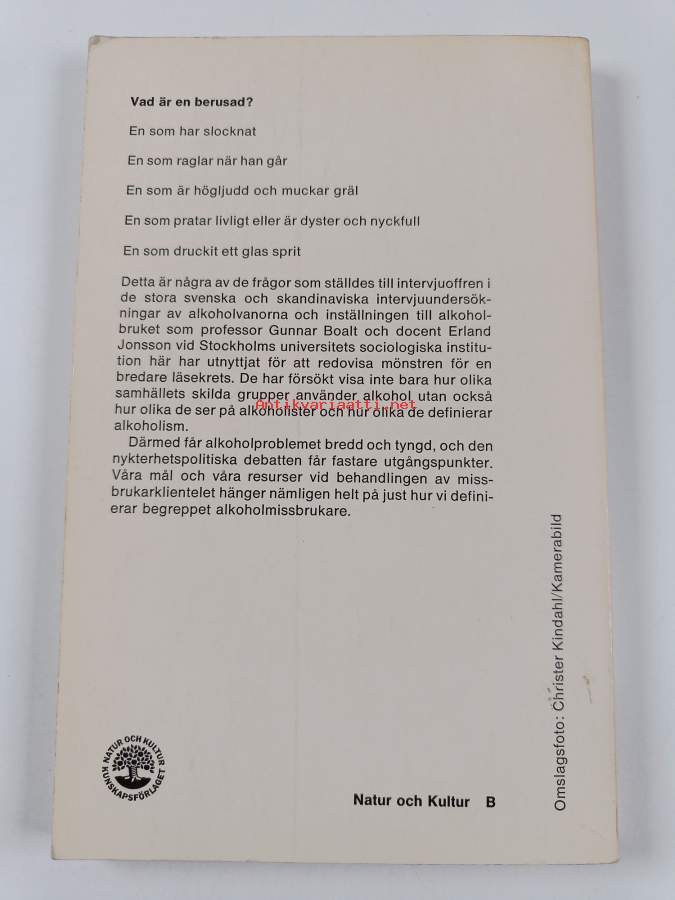 Vad är en berusad?
En som har slocknat
En som raglar när han går
En som är högljudd och muckar gräl
En som pratar livligt eller är dyster och nyckfull
En som druckit ett glas sprit
Detta är några av de frågor som ställdes till intervjuoffren i
de stora svenska och skandinaviska intervjuundersök-
ningar av alkoholvanorna och inställningen till alkohol-
bruket som professor Gunnar Boalt och docent Erland
Jonsson vid Stockholms universitets sociologiska institu-
tion här har utnyttjat för att redovisa mönstren för en
bredare läsekrets. De har försökt visa inte bara hur olika
samhällets skilda grupper använder alkohol utan också
Antikvariaatti.net
hur olika de ser på alkoholister och hur olika de definierar
alkoholism.
Därmed får alkoholproblemet bredd och tyngd, och den
nykterhetspolitiska debatten får fastare utgångspunkter.
Våra mål och våra resurser vid behandlingen av miss-
brukarklientelet hänger nämligen helt på just hur vi defini-
erar begreppet alkoholmissbrukare.
Omslagsfoto: Christer Kindahl/Kamerabild
NATUR OCH KULTUR
KUNSKAPSFÖRLAGET
Natur och Kultur B